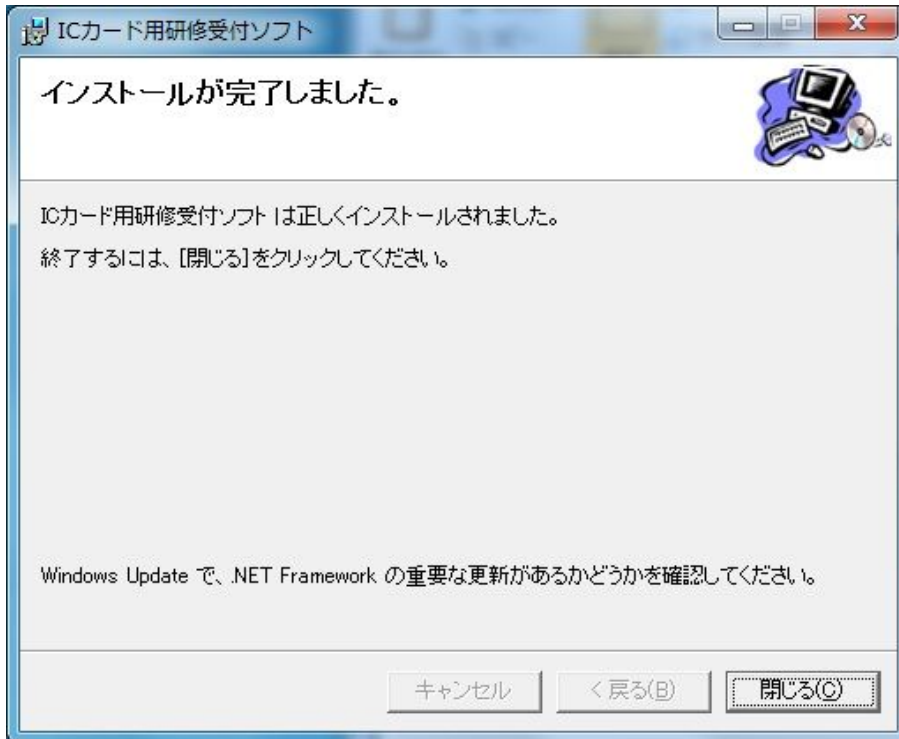 ICカード用研修受付ソフト
インストールが完了しました。
ICカード用研修受付ソフト は正しくインストールされました。
終了するには、[閉じる]をクリックしてください。
Windows Update で、.NET Framework の重要な更新があるかどうかを確認してください。
キャンセル
< 戻る(B)
閉じる(C)